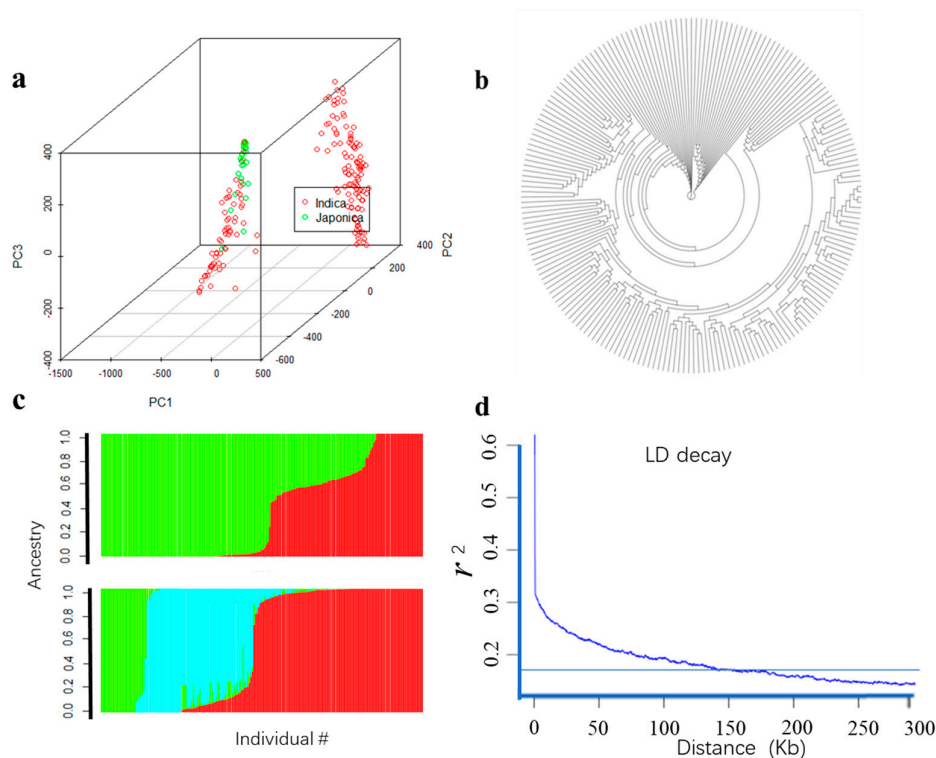 a
400
200
0
-200
-400
PC3
-1500
-1000
-500
0
500
PC1
-600
-400
-200
0
200
400
PC2
Indica
Japonica
b
c
Ancestry
1.0
0.8
0.6
0.4
0.2
0.0
1.0
0.8
0.6
0.4
0.2
0.0
Individual #
d
LD decay
0.6
0.5
0.4
0.3
0.2
r 2
0
50
100
150
200
250
300
Distance (Kb)